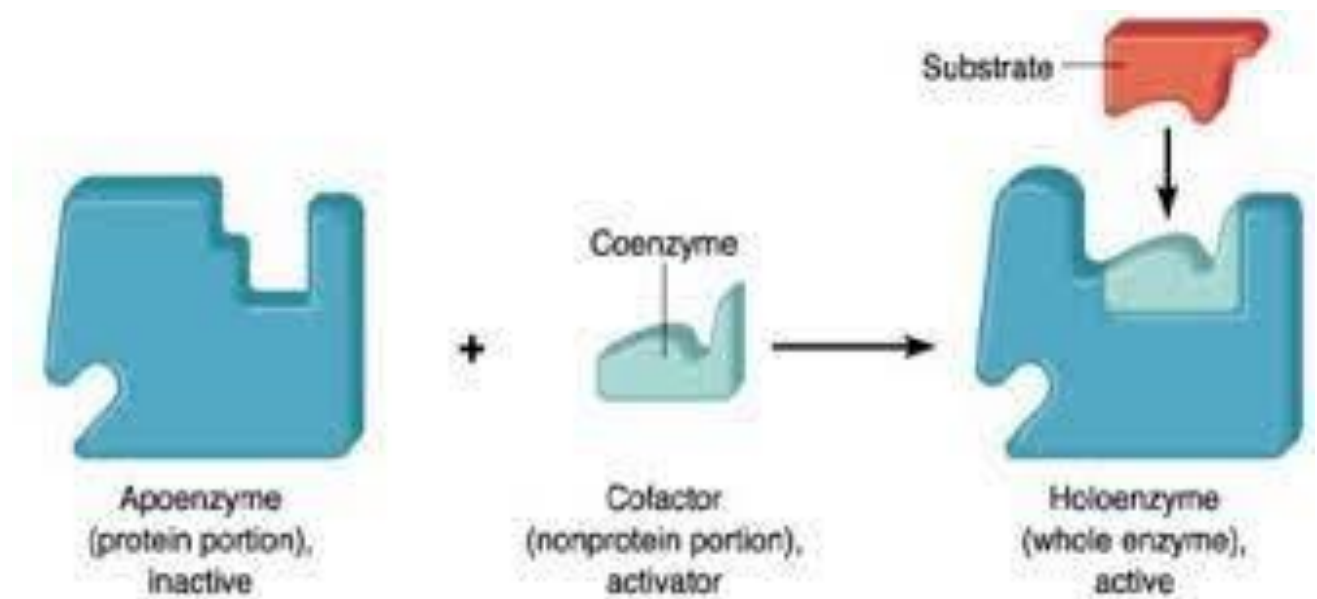 Substrate
Coenzyme
+
Apoenzyme
(protein portion),
inactive
Cofactor
(nonprotein portion),
activator
Holoenzyme
(whole enzyme),
active